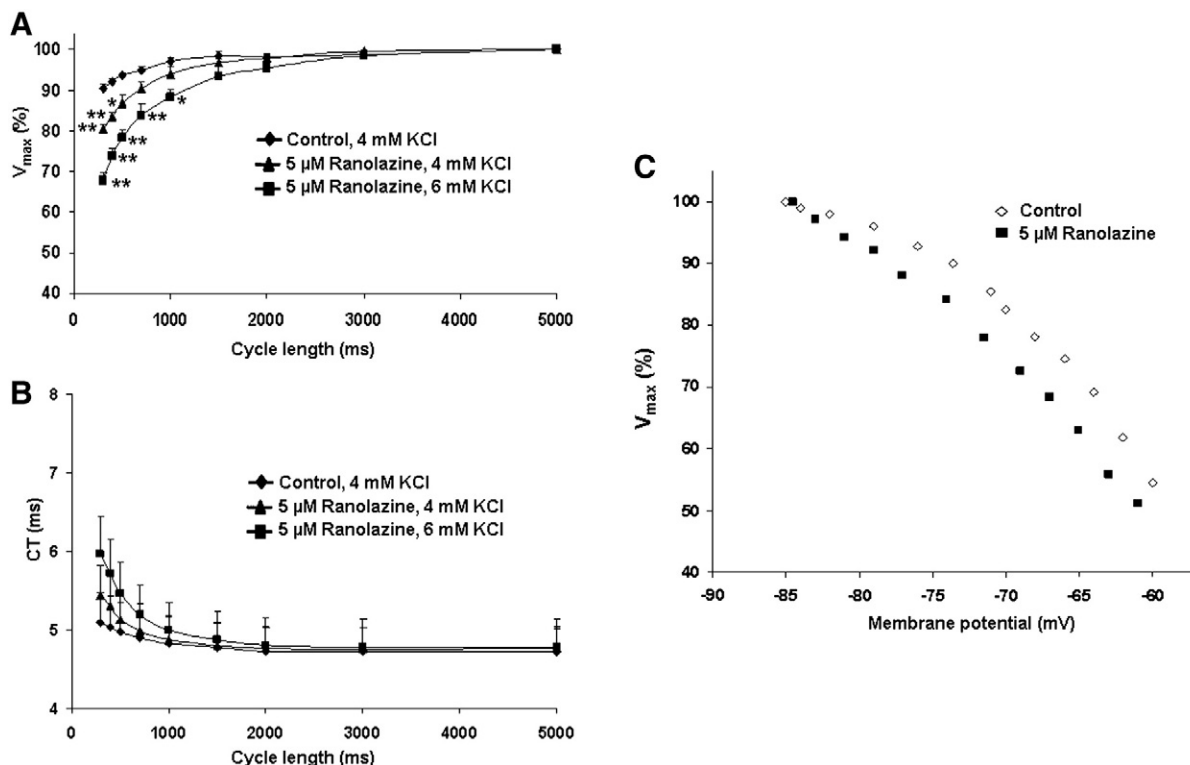 A
V_max (%)
100
90
80
70
60
50
40
** * ** * ** ** ** **
Control, 4 mM KCl
5 µM Ranolazine, 4 mM KCl
5 µM Ranolazine, 6 mM KCl
0 1000 2000 3000 4000 5000
Cycle length (ms)
B
CT (ms)
8
7
6
5
4
Control, 4 mM KCl
5 µM Ranolazine, 4 mM KCl
5 µM Ranolazine, 6 mM KCl
0 1000 2000 3000 4000 5000
Cycle length (ms)
C
V_max (%)
100
90
80
70
60
50
40
Control
5 µM Ranolazine
-90 -85 -80 -75 -70 -65 -60
Membrane potential (mV)